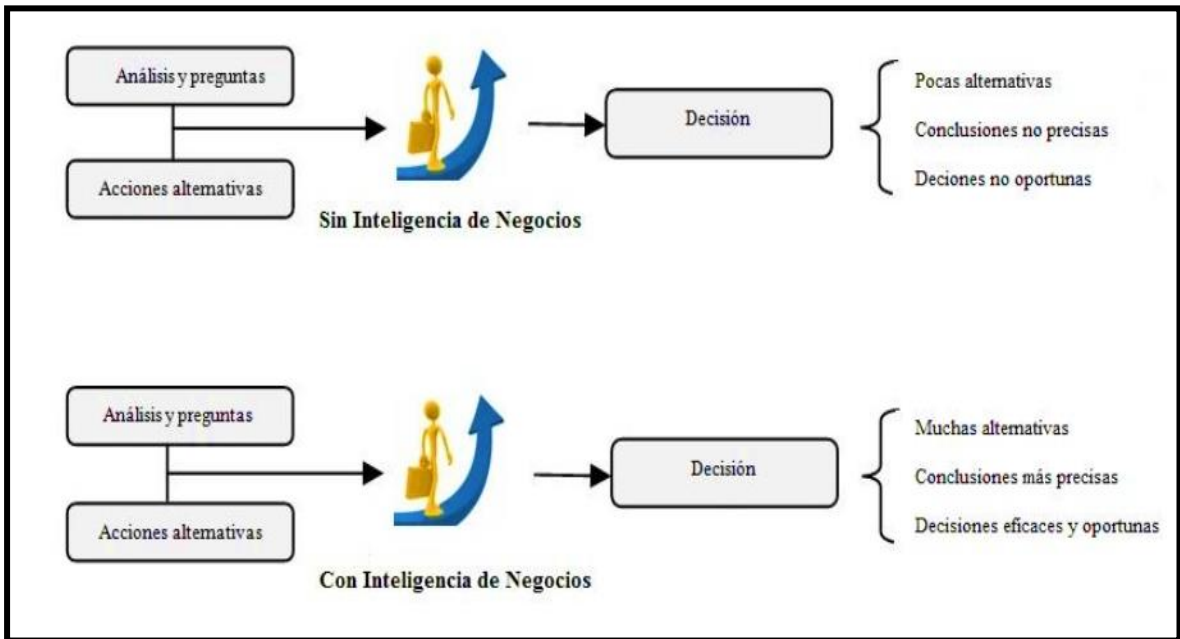 Análisis y preguntas
Acciones alternativas
Sin Inteligencia de Negocios
Decisión
Pocas alternativas
Conclusiones no precisas
Deciones no oportunas
Análisis y preguntas
Acciones alternativas
Con Inteligencia de Negocios
Decisión
Muchas alternativas
Conclusiones más precisas
Decisiones eficaces y oportunas